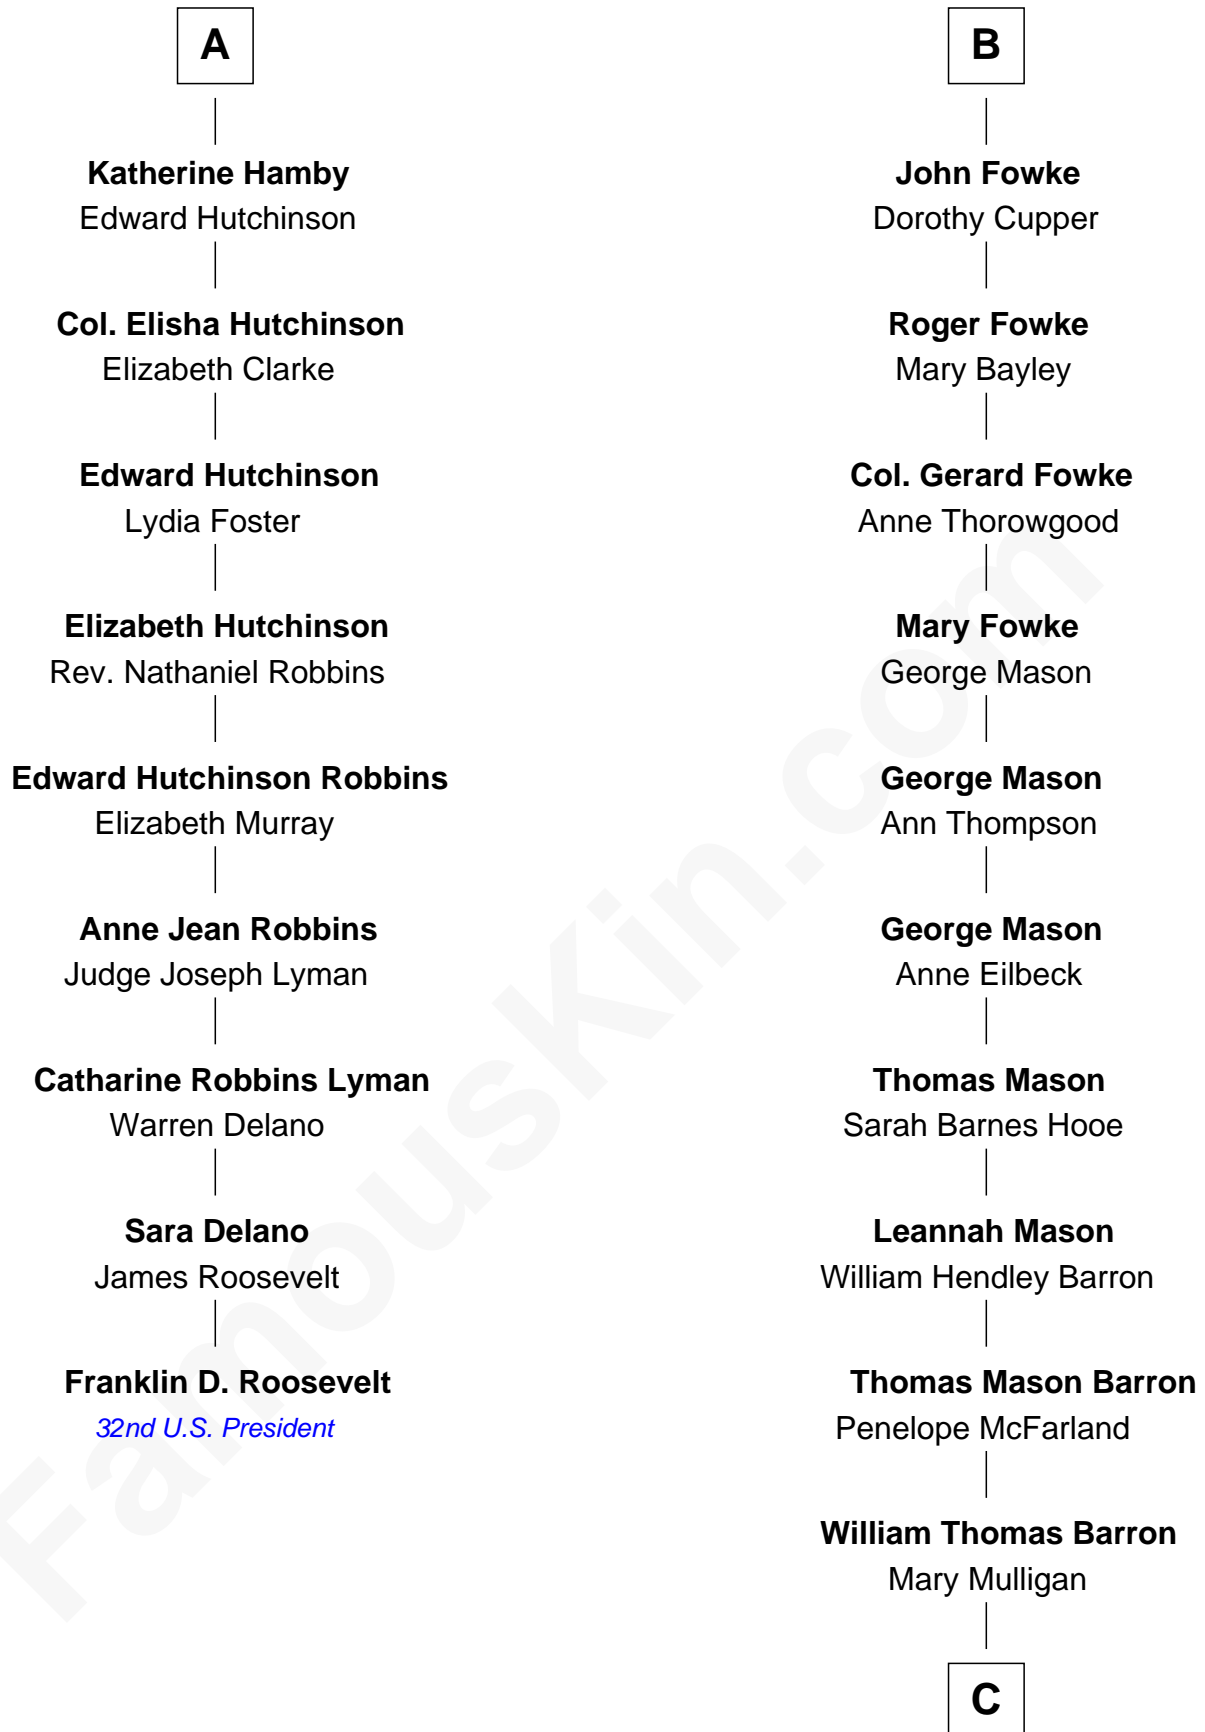 A
Katherine Hamby
Edward Hutchinson
Col. Elisha Hutchinson
Elizabeth Clarke
Edward Hutchinson
Lydia Foster
Elizabeth Hutchinson
Rev. Nathaniel Robbins
Edward Hutchinson Robbins
Elizabeth Murray
Anne Jean Robbins
Judge Joseph Lyman
Catharine Robbins Lyman
Warren Delano
Sara Delano
James Roosevelt
Franklin D. Roosevelt
32nd U.S. President
B
John Fowke
Dorothy Cupper
Roger Fowke
Mary Bayley
Col. Gerard Fowke
Anne Thorowgood
Mary Fowke
George Mason
George Mason
Ann Thompson
George Mason
Anne Eilbeck
Thomas Mason
Sarah Barnes Hooe
Leannah Mason
William Hendley Barron
Thomas Mason Barron
Penelope McFarland
William Thomas Barron
Mary Mulligan
C
FamousKin.com